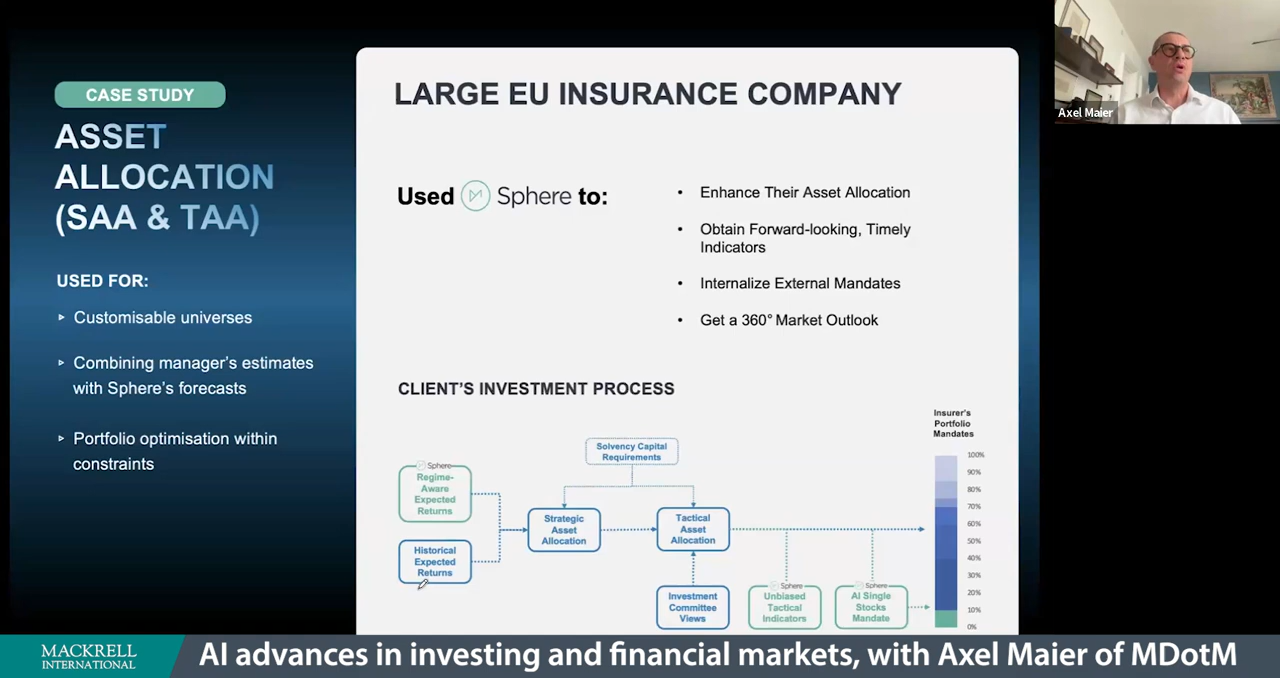 CASE STUDY
ASSET
ALLOCATION
(SAA & TAA)
USED FOR:
▹ Customisable universes
▹ Combining manager's estimates
with Sphere's forecasts
▹ Portfolio optimisation within
constraints
LARGE EU INSURANCE COMPANY
Used Sphere to:
• Enhance Their Asset Allocation
• Obtain Forward-looking, Timely
Indicators
• Internalize External Mandates
• Get a 360° Market Outlook
CLIENT'S INVESTMENT PROCESS
Solvency Capital
Requirements
Sphere
Regime-
Aware
Expected
Returns
Historical
Expected
Returns
Strategic
Asset
Allocation
Tactical
Asset
Allocation
Investment
Committee
Views
Sphere
Unbiased
Tactical
Indicators
Sphere
AI Single
Stocks
Mandate
Insurer's
Portfolio
Mandates
100%
90%
80%
70%
60%
50%
40%
30%
20%
10%
0%
Axel Maier
MACKRELL
INTERNATIONAL
AI advances in investing and financial markets, with Axel Maier of MDotM